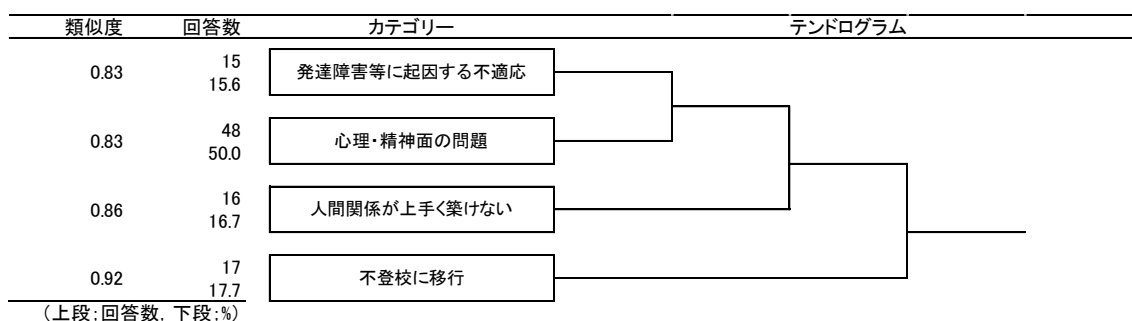 類似度 回答数 カテゴリー テンドログラム
0.83 15 15.6 発達障害等に起因する不適応
0.83 48 50.0 心理・精神面の問題
0.86 16 16.7 人間関係が上手く築けない
0.92 17 17.7 不登校に移行
(上段;回答数, 下段;%)